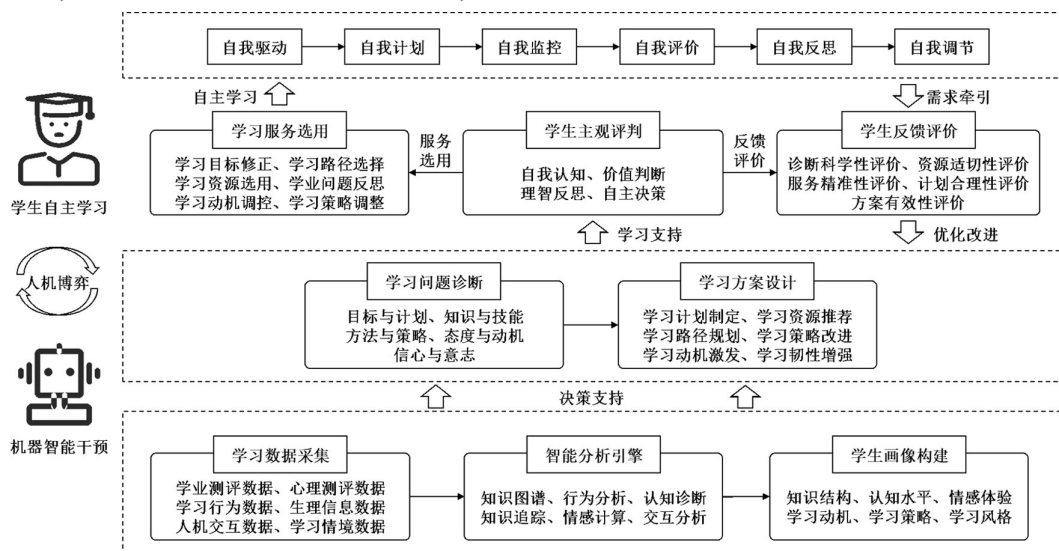 自我驱动
自我计划
自我监控
自我评价
自我反思
自我调节
自主学习
需求牵引
学习服务选用
学习目标修正、学习路径选择
学习资源选用、学业问题反思
学习动机调控、学习策略调整
服务
选用
学生主观评判
自我认知、价值判断
理智反思、自主决策
反馈
评价
学生反馈评价
诊断科学性评价、资源适切性评价
服务精准性评价、计划合理性评价
方案有效性评价
学生自主学习
学习支持
优化改进
人机博弈
学习问题诊断
目标与计划、知识与技能
方法与策略、态度与动机
信心与意志
学习方案设计
学习计划制定、学习资源推荐
学习路径规划、学习策略改进
学习动机激发、学习韧性增强
决策支持
机器智能干预
学习数据采集
学业测评数据、心理测评数据
学习行为数据、生理信息数据
人机交互数据、学习情境数据
智能分析引擎
知识图谱、行为分析、认知诊断
知识追踪、情感计算、交互分析
学生画像构建
知识结构、认知水平、情感体验
学习动机、学习策略、学习风格